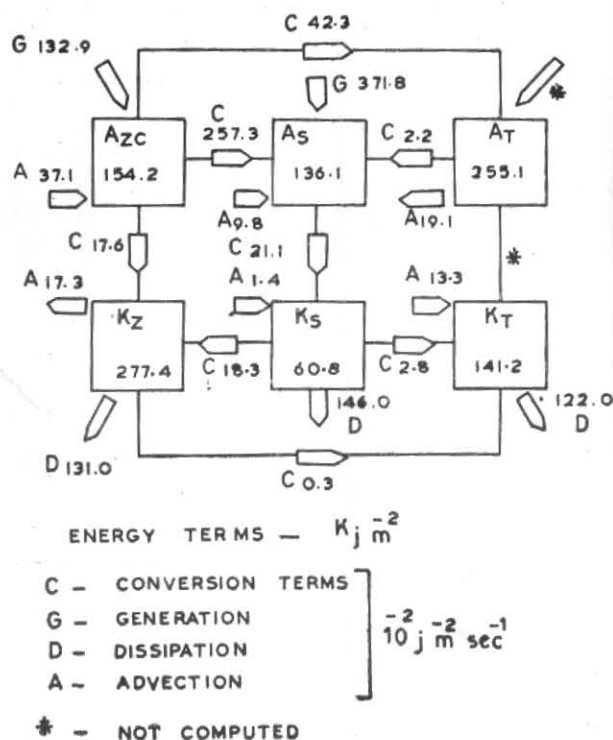 C 42.3
G 132.9
G 371.8
*
AZC
C
257.3
AS
C 2.2
AT
154.2
136.1
255.1
A 37.1
A9.8
A19.1
C 17.6
C 21.1
*
A 17.3
A 1.4
A 13.3
KZ
KS
KT
277.4
60.8
141.2
C 18.3
C 2.8
146.0
D
122.0
D
D 131.0
C 0.3
ENERGY TERMS – Kj m-2
C – CONVERSION TERMS
G – GENERATION
D – DISSIPATION
A – ADVECTION
10-2 j m-2 sec-1
* – NOT COMPUTED